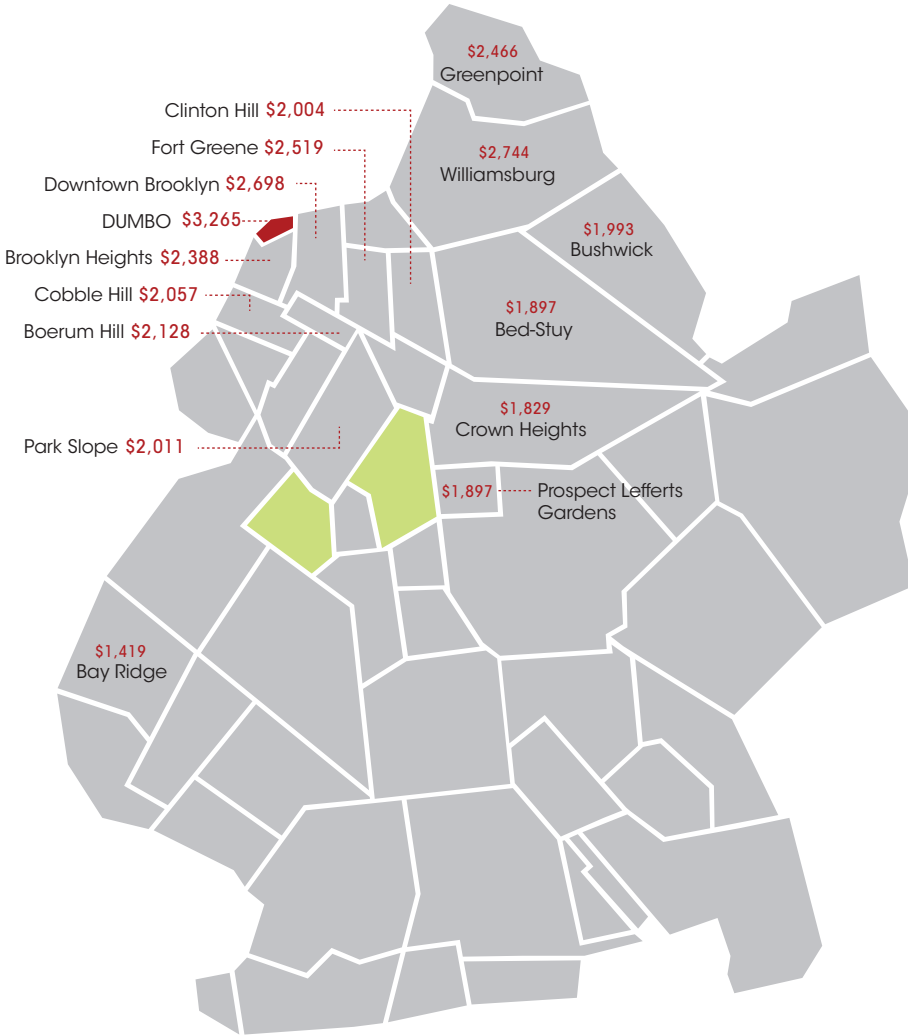 $2,466
Greenpoint
Clinton Hill $2,004
Fort Greene $2,519
$2,744
Williamsburg
Downtown Brooklyn $2,698
DUMBO $3,265
$1,993
Bushwick
Brooklyn Heights $2,388
Cobble Hill $2,057
$1,897
Bed-Stuy
Boerum Hill $2,128
$1,829
Crown Heights
Park Slope $2,011
$1,897 Prospect Lefferts
Gardens
$1,419
Bay Ridge